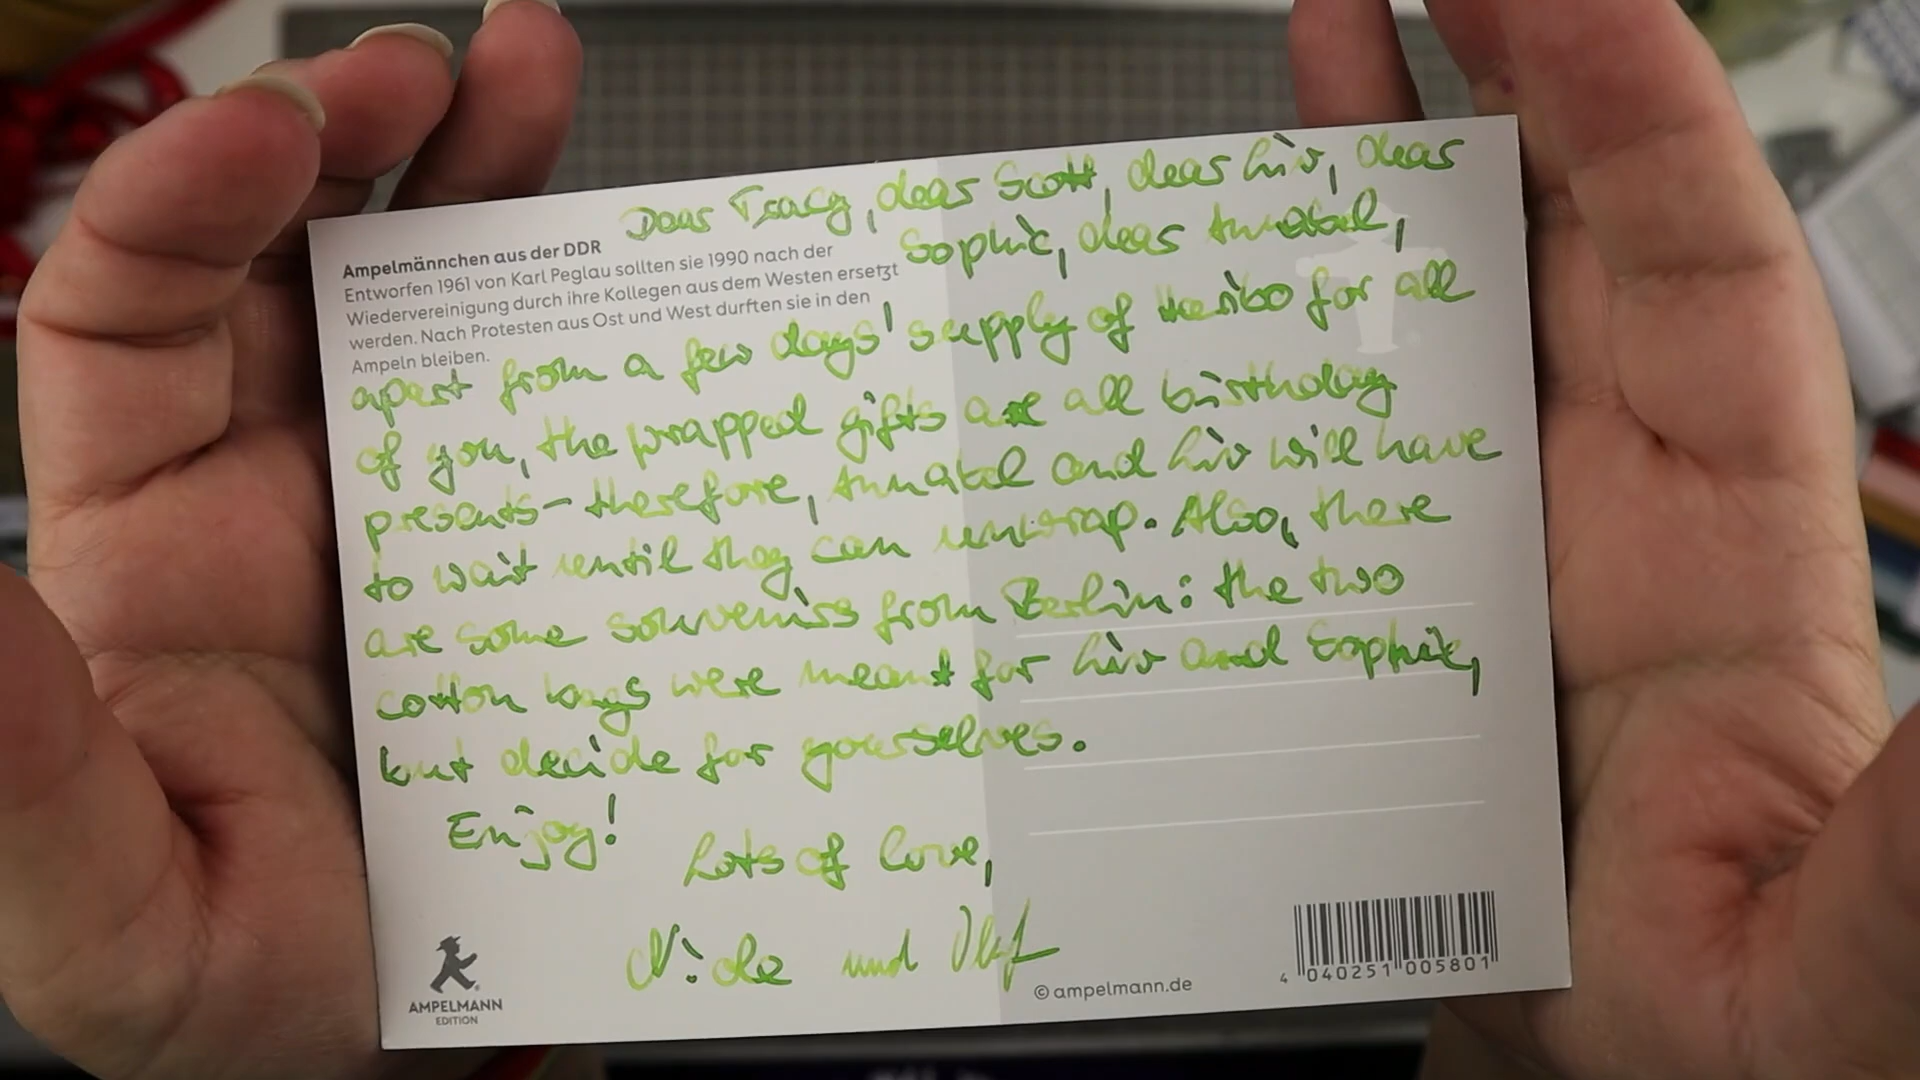 Dear Tracy, dear Scott, dear Liv, dear
Sophie, dear Annabel,
Ampelmännchen aus der DDR
Entworfen 1961 von Karl Peglau sollten sie 1990 nach der
Wiedervereinigung durch ihre Kollegen aus dem Westen ersetzt
werden. Nach Protesten aus Ost und West durften sie in den
Ampeln bleiben.
apart from a few days' supply of Haribo for all
of you, the wrapped gifts are all birthday
presents – therefore, Annabel and Liv will have
to wait until they can unwrap. Also, there
are some souvenirs from Berlin: the two
cotton bags were meant for Liv and Sophie,
but decide for yourselves.
Enjoy!
Lots of love,
und Olaf
AMPELMANN
EDITION
© ampelmann.de
4 040251 005801